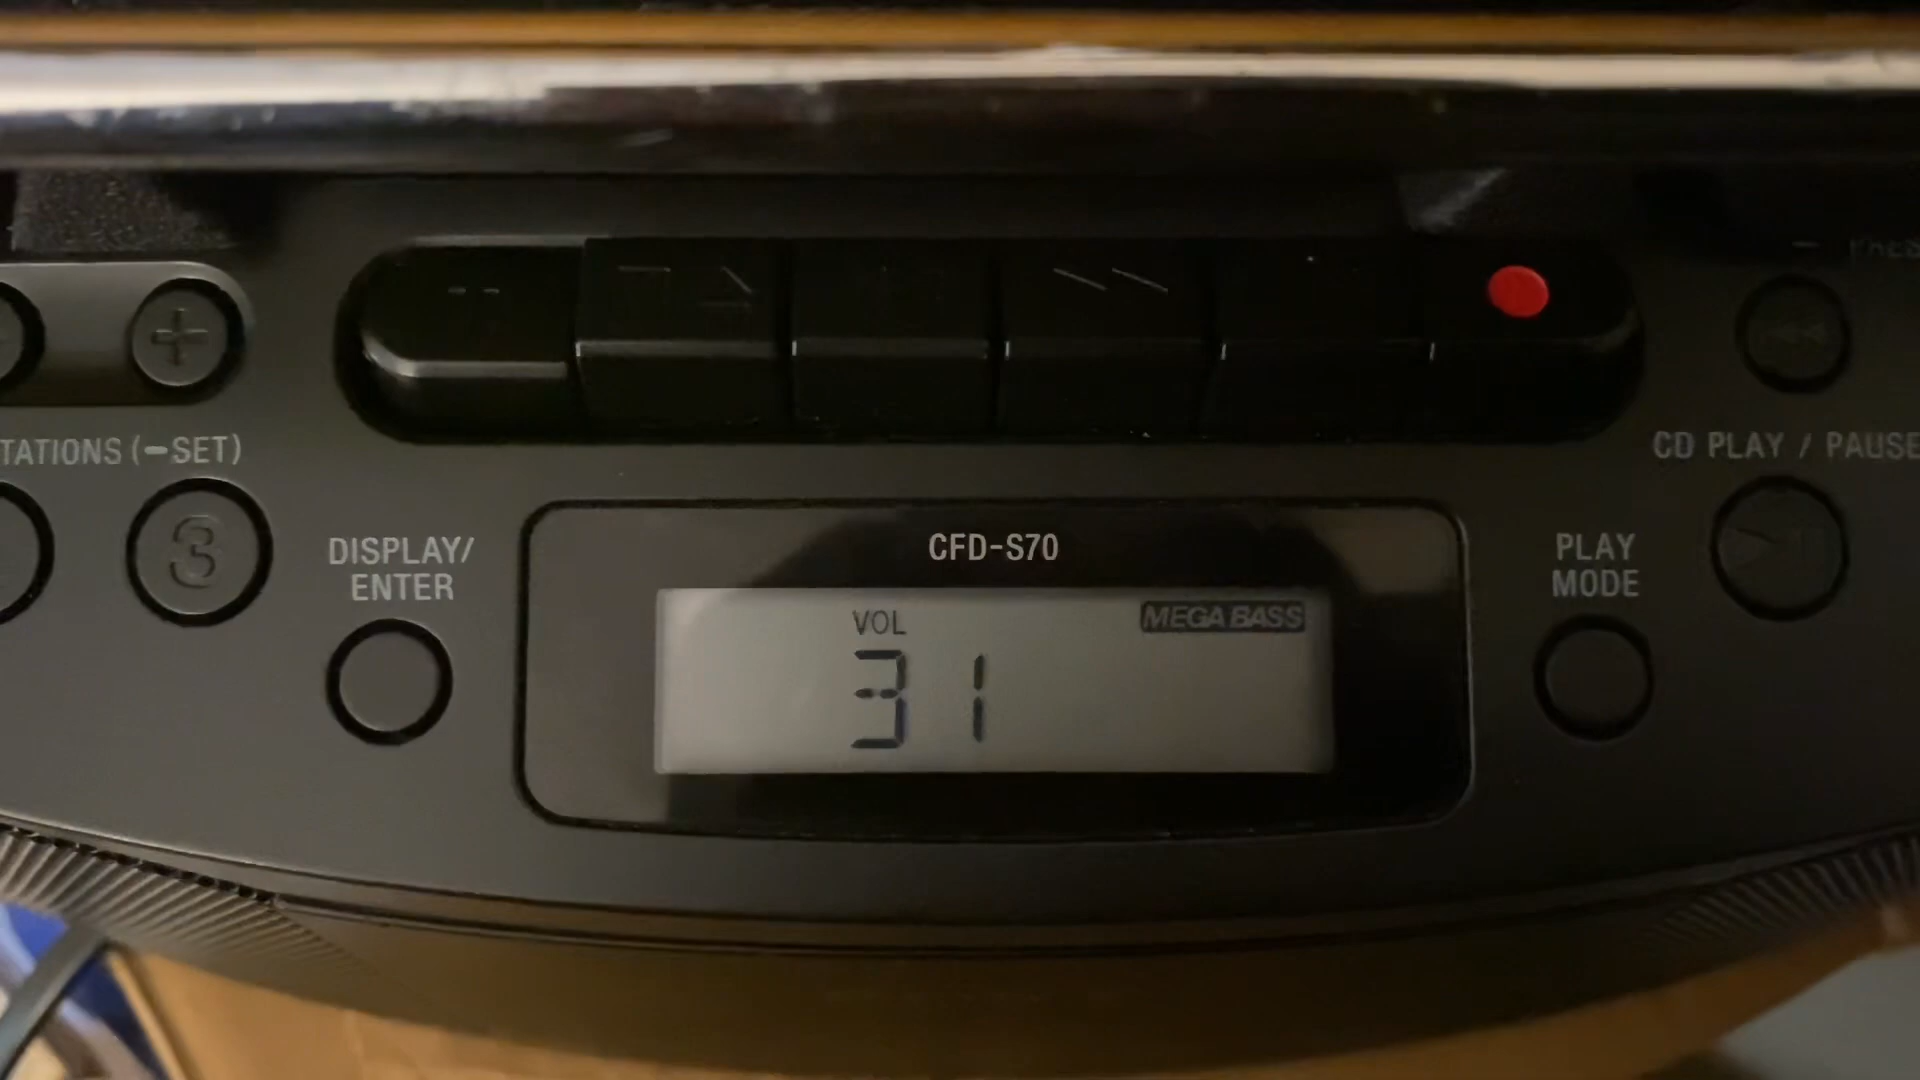 TATIONS (–SET)
CD PLAY / PAUSE
3
DISPLAY/
ENTER
CFD-S70
PLAY
MODE
VOL
MEGA BASS
31